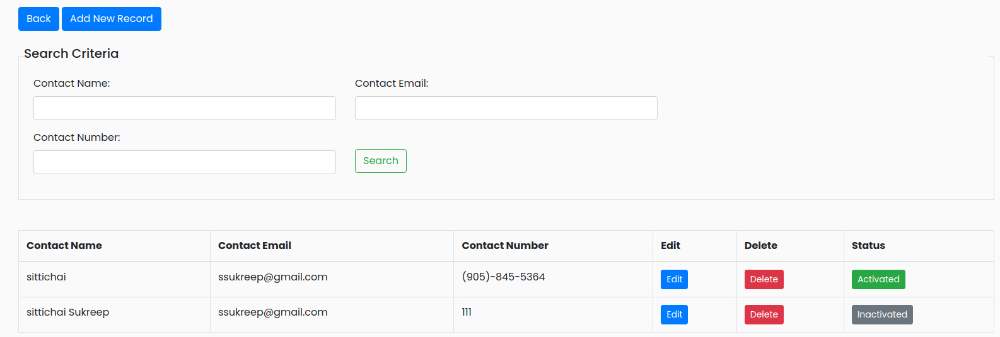 Back Add New Record
Search Criteria
Contact Name: Contact Email:
Contact Number:
Search
Contact Name Contact Email Contact Number Edit Delete Status
sittichai ssukreep@gmail.com (905)-845-5364 Edit Delete Activated
sittichai Sukreep ssukreep@gmail.com 111 Edit Delete Inactivated